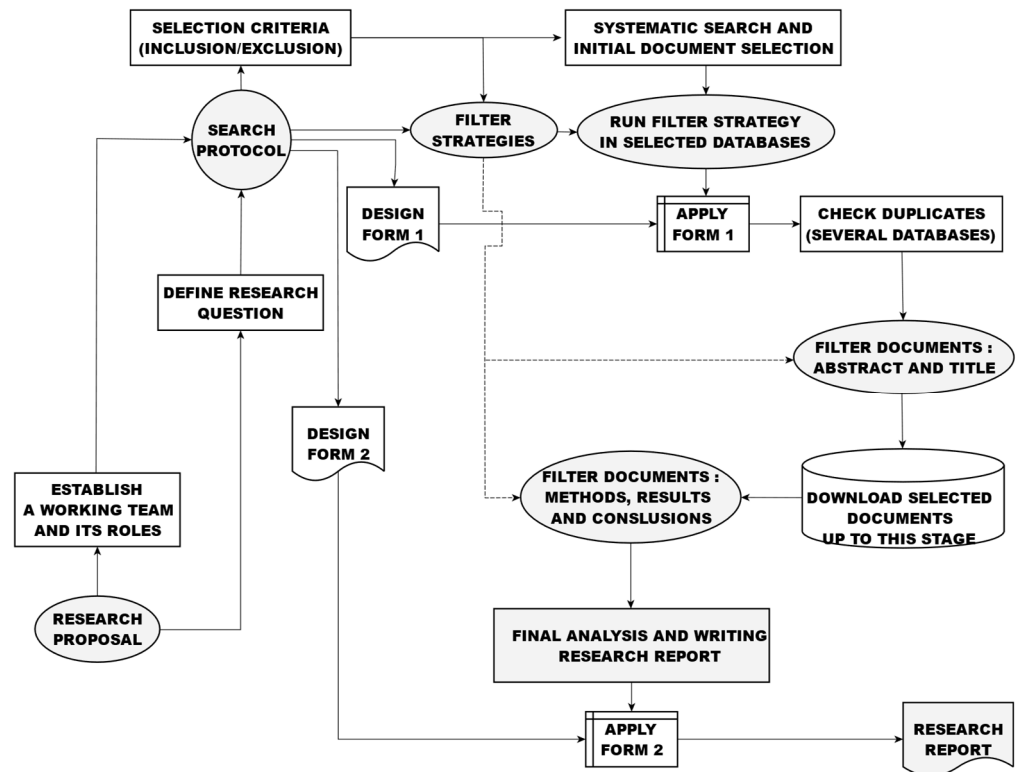 SELECTION CRITERIA
(INCLUSION/EXCLUSION)
SYSTEMATIC SEARCH AND
INITIAL DOCUMENT SELECTION
SEARCH
PROTOCOL
FILTER
STRATEGIES
RUN FILTER STRATEGY
IN SELECTED DATABASES
DESIGN
FORM 1
APPLY
FORM 1
CHECK DUPLICATES
(SEVERAL DATABASES)
DEFINE RESEARCH
QUESTION
FILTER DOCUMENTS :
ABSTRACT AND TITLE
DESIGN
FORM 2
ESTABLISH
A WORKING TEAM
AND ITS ROLES
FILTER DOCUMENTS :
METHODS, RESULTS
AND CONSLUSIONS
DOWNLOAD SELECTED
DOCUMENTS
UP TO THIS STAGE
RESEARCH
PROPOSAL
FINAL ANALYSIS AND WRITING
RESEARCH REPORT
APPLY
FORM 2
RESEARCH
REPORT